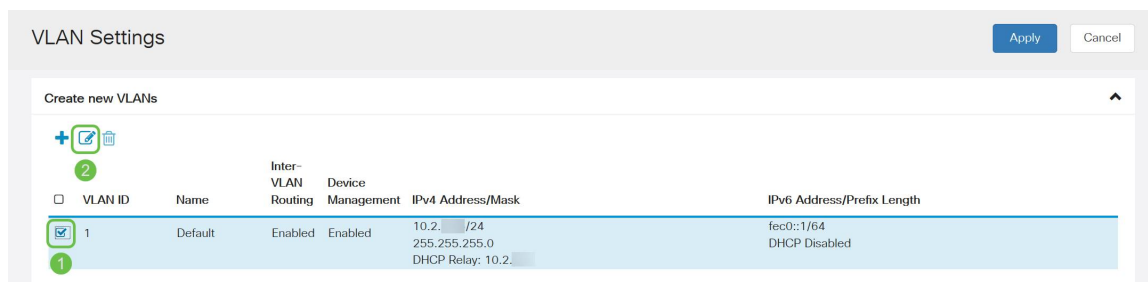 VLAN Settings
Apply
Cancel
Create new VLANs
2
Inter-
VLAN Device
VLAN ID Name Routing Management IPv4 Address/Mask IPv6 Address/Prefix Length
1 Default Enabled Enabled 10.2. /24 fec0::1/64
255.255.255.0 DHCP Disabled
1 DHCP Relay: 10.2.